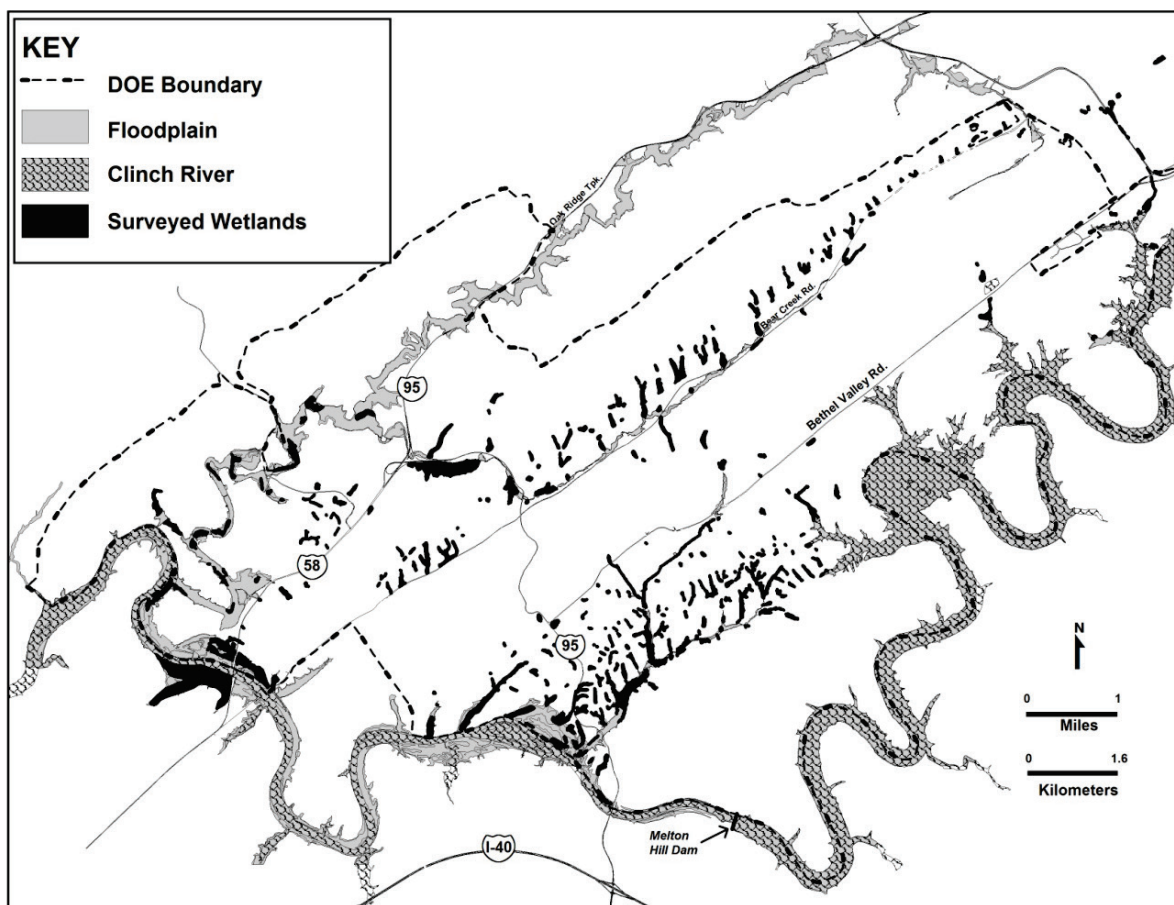 KEY
DOE Boundary
Floodplain
Clinch River
Surveyed Wetlands
Oak Ridge Tpk.
Bear Creek Rd.
95
Bethel Valley Rd.
58
95
N
0 1
Miles
0 1.6
Kilometers
Melton
Hill Dam
I-40